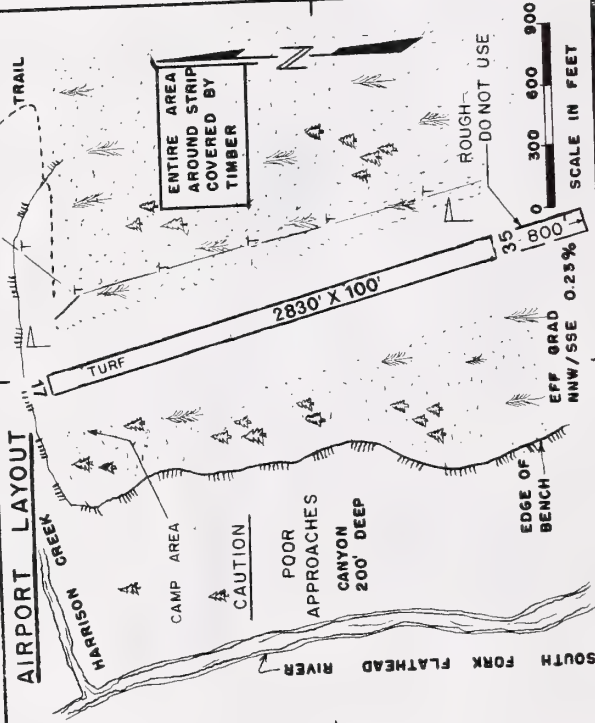 AIRPORT LAYOUT
TRAIL
HARRISON CREEK
T
T
T
T
T
ENTIRE AREA
AROUND STRIP
COVERED BY
TIMBER
N
17
TURF
2830' X 100'
35
800'
ROUGH
DO NOT USE
CAMP AREA
CAUTION
POOR
APPROACHES
CANYON
200' DEEP
EDGE OF
BENCH
EFF GRAD
NNW/SSE 0.23%
0 300 600 900
SCALE IN FEET
SOUTH FORK FLATHEAD RIVER